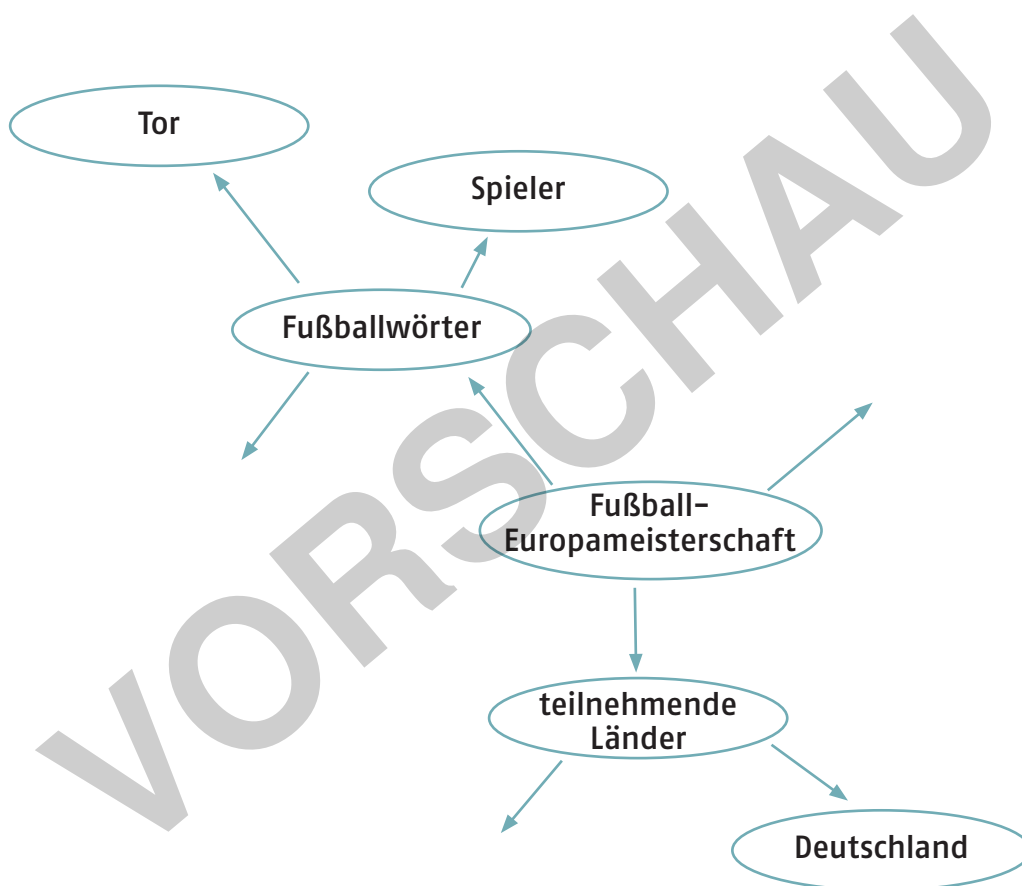 Tor
Spieler
Fußballwörter
Fußball-
Europameisterschaft
teilnehmende
Länder
Deutschland
VORSCHAU